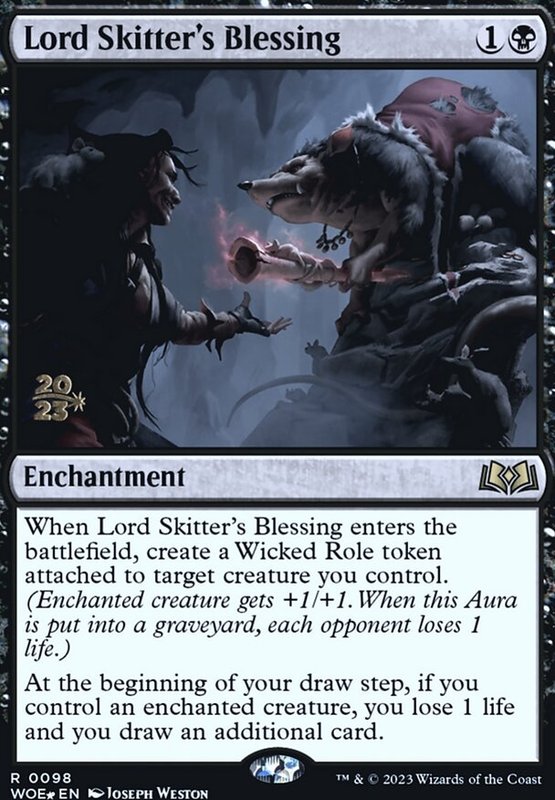 Lord Skitter's Blessing
1
20
23
Enchantment
When Lord Skitter's Blessing enters the
battlefield, create a Wicked Role token
attached to target creature you control.
(Enchanted creature gets +1/+1. When this Aura
is put into a graveyard, each opponent loses 1
life.)
At the beginning of your draw step, if you
control an enchanted creature, you lose 1 life
and you draw an additional card.
R 0098
WOE★EN Joseph Weston
™ & © 2023 Wizards of the Coast